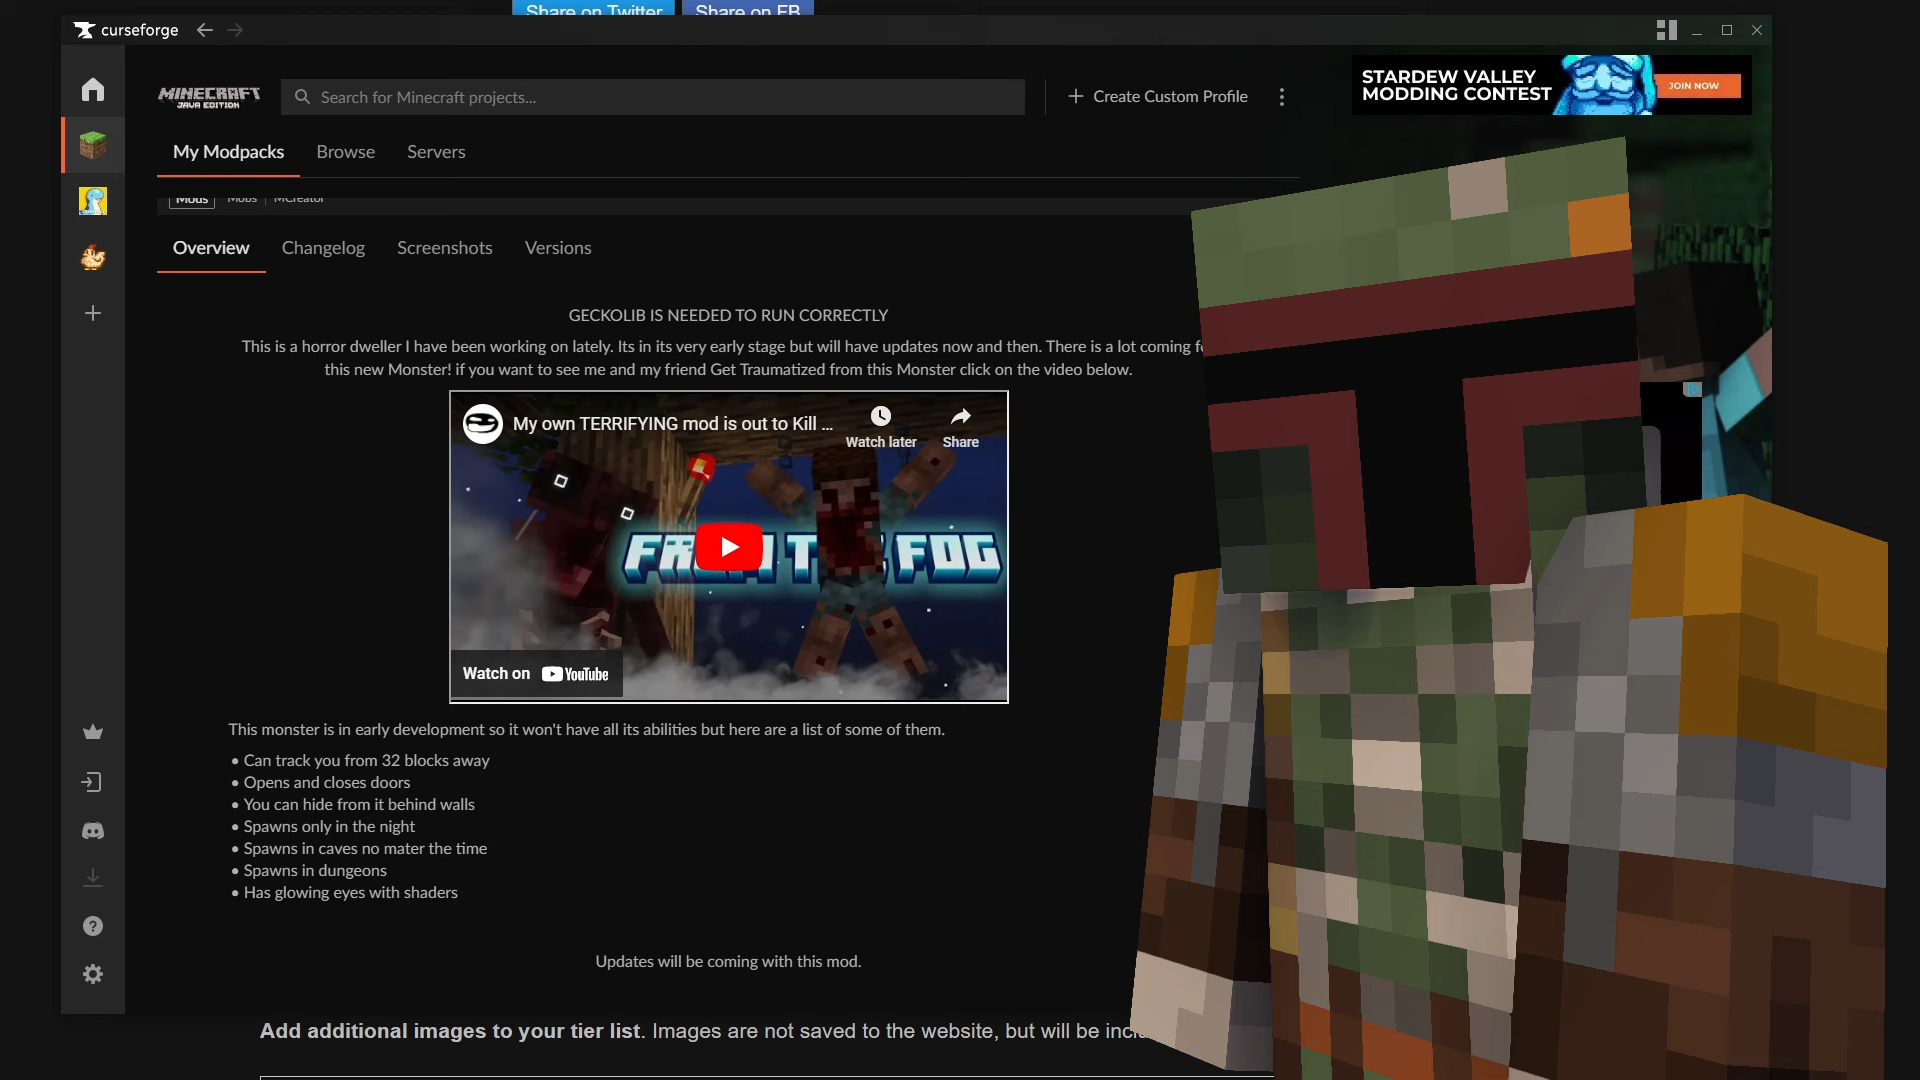 Share on Twitter Share on FB
curseforge
MINECRAFT
JAVA EDITION
Search for Minecraft projects...
Create Custom Profile
STARDEW VALLEY
MODDING CONTEST
JOIN NOW
My Modpacks Browse Servers
Mods Mobs MCreator
Overview Changelog Screenshots Versions
GECKOLIB IS NEEDED TO RUN CORRECTLY
This is a horror dweller I have been working on lately. Its in its very early stage but will have updates now and then. There is a lot coming
this new Monster! if you want to see me and my friend Get Traumatized from this Monster click on the video below.
My own TERRIFYING mod is out to Kill ...
Watch later Share
FOG
Watch on YouTube
This monster is in early development so it won't have all its abilities but here are a list of some of them.
• Can track you from 32 blocks away
• Opens and closes doors
• You can hide from it behind walls
• Spawns only in the night
• Spawns in caves no mater the time
• Spawns in dungeons
• Has glowing eyes with shaders
Updates will be coming with this mod.
Add additional images to your tier list. Images are not saved to the website, but will be